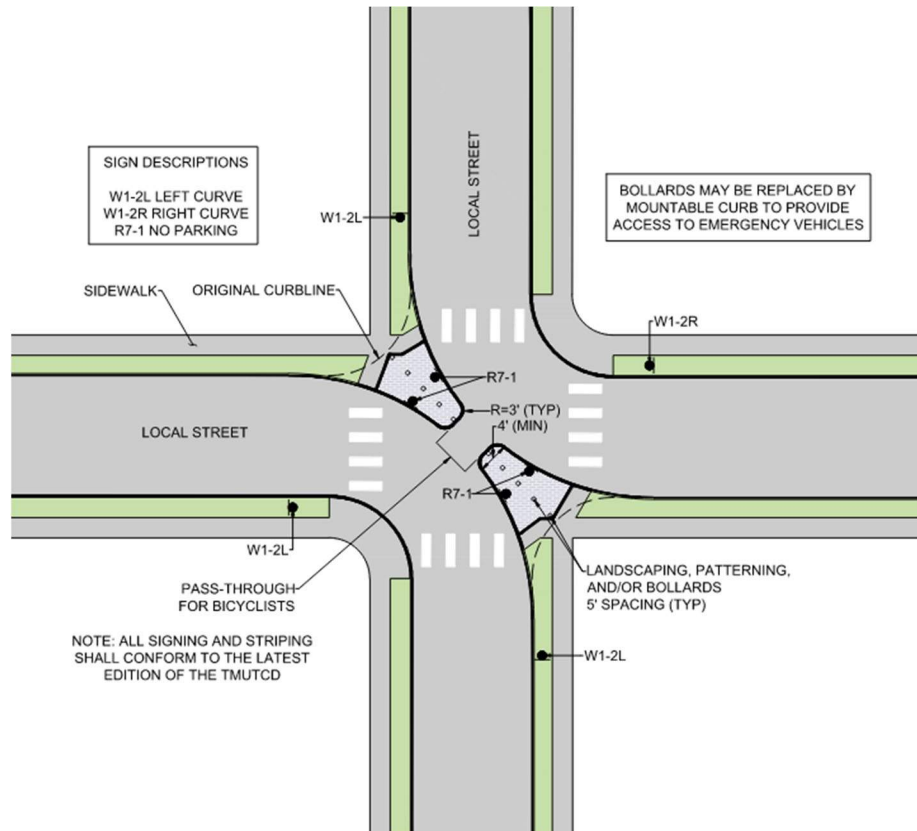 LOCAL STREET
SIGN DESCRIPTIONS
W1-2L LEFT CURVE
W1-2R RIGHT CURVE
R7-1 NO PARKING
BOLLARDS MAY BE REPLACED BY
MOUNTABLE CURB TO PROVIDE
ACCESS TO EMERGENCY VEHICLES
W1-2L
SIDEWALK
ORIGINAL CURBLINE
W1-2R
R7-1
R=3' (TYP)
4' (MIN)
LOCAL STREET
R7-1
W1-2L
PASS-THROUGH
FOR BICYCLISTS
LANDSCAPING, PATTERNING,
AND/OR BOLLARDS
5' SPACING (TYP)
NOTE: ALL SIGNING AND STRIPING
SHALL CONFORM TO THE LATEST
EDITION OF THE TMUTCD
W1-2L